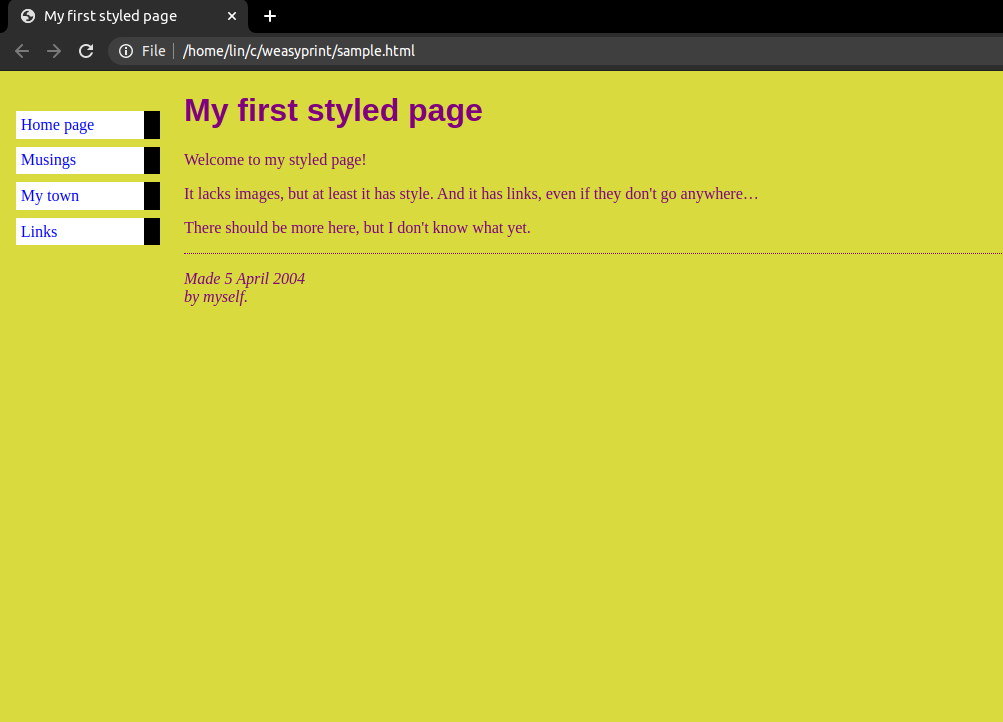 My first styled page
File /home/lin/c/weasyprint/sample.html
My first styled page
Home page
Musings
My town
Links
Welcome to my styled page!
It lacks images, but at least it has style. And it has links, even if they don't go anywhere…
There should be more here, but I don't know what yet.
Made 5 April 2004
by myself.